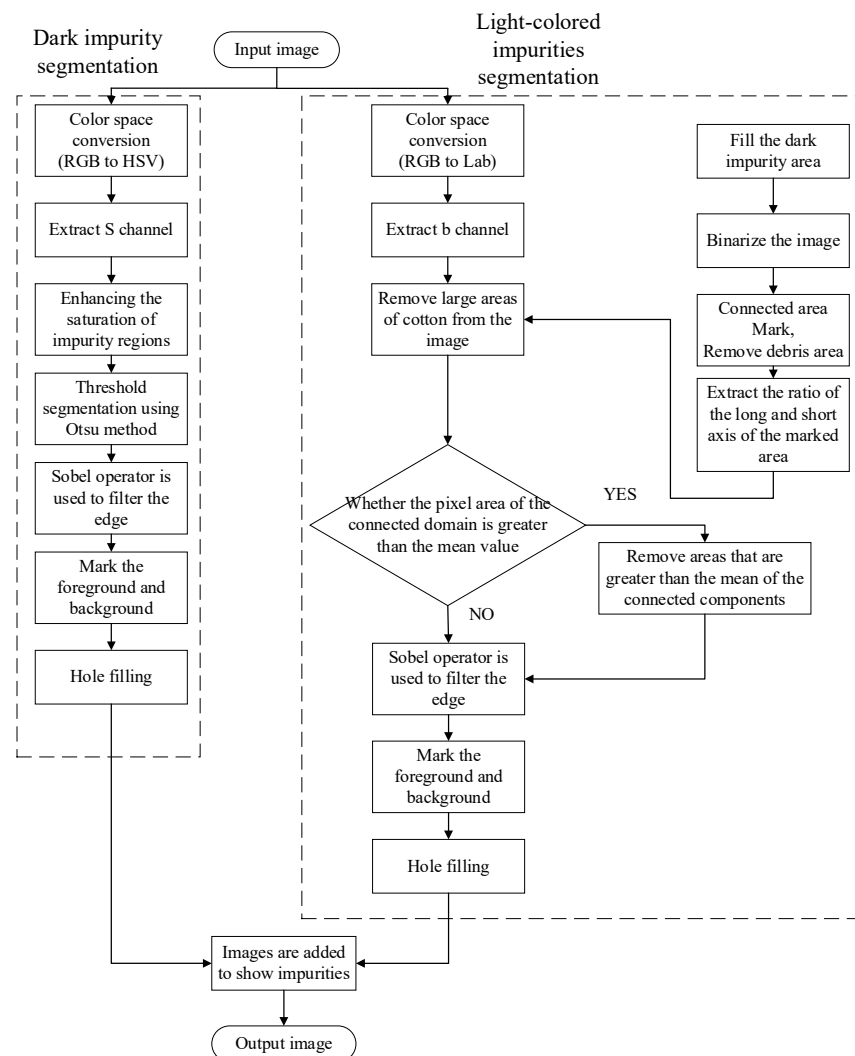 Dark impurity
segmentation
Input image
Light-colored
impurities
segmentation
Color space
conversion
(RGB to HSV)
Extract S channel
Enhancing the
saturation of
impurity regions
Threshold
segmentation using
Otsu method
Sobel operator is
used to filter the
edge
Mark the
foreground and
background
Hole filling
Color space
conversion
(RGB to Lab)
Extract b channel
Remove large areas
of cotton from the
image
Fill the dark
impurity area
Binarize the image
Connected area
Mark,
Remove debris area
Extract the ratio of
the long and short
axis of the marked
area
Whether the pixel area of the
connected domain is greater
than the mean value
YES
Remove areas that are
greater than the mean of the
connected components
NO
Sobel operator is
used to filter the
edge
Mark the
foreground and
background
Hole filling
Images are added
to show impurities
Output image